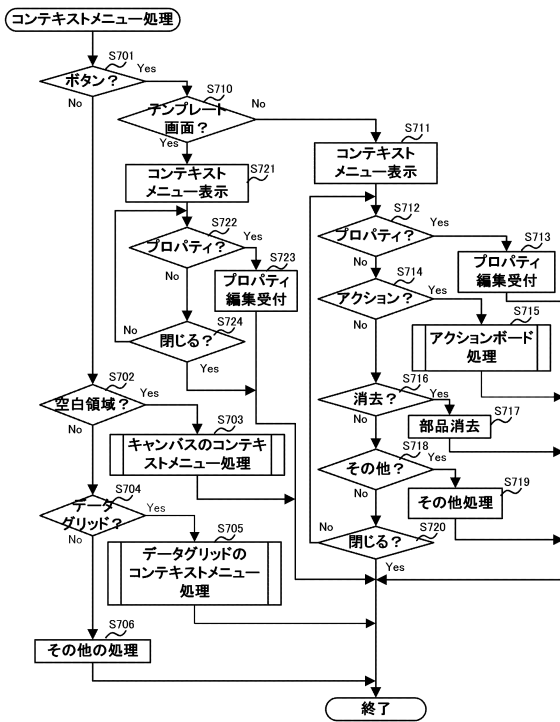 コンテキストメニュー処理
S701
ボタン？
Yes
No
S710
テンプレート
画面？
No
Yes
S711
コンテキスト
メニュー表示
S721
コンテキスト
メニュー表示
S722
プロパティ？
Yes
No
S723
プロパティ
編集受付
S724
閉じる？
No
Yes
S712
プロパティ？
Yes
No
S713
プロパティ
編集受付
S714
アクション？
Yes
No
S715
アクションボード
処理
S716
消去？
Yes
No
S717
部品消去
S718
その他？
Yes
No
S719
その他処理
S720
閉じる？
No
Yes
S702
空白領域？
Yes
No
S703
キャンバスのコンテキ
ストメニュー処理
S704
データ
グリッド？
Yes
No
S705
データグリッドの
コンテキストメニュー
処理
S706
その他の処理
終了